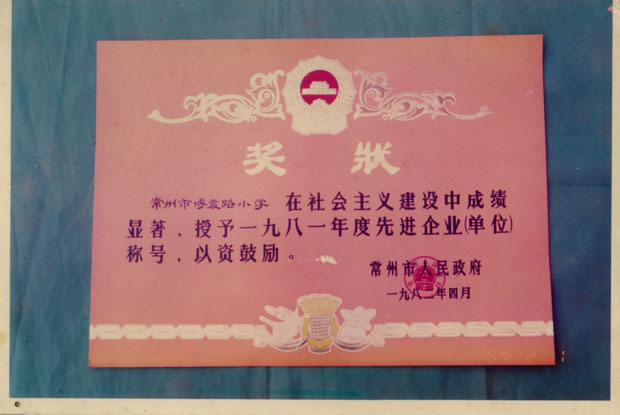 奖状
常州市博爱路小学 在社会主义建设中成绩
显著，授予一九八一年度先进企业(单位)
称号，以资鼓励。
常州市人民政府
一九八二年四月